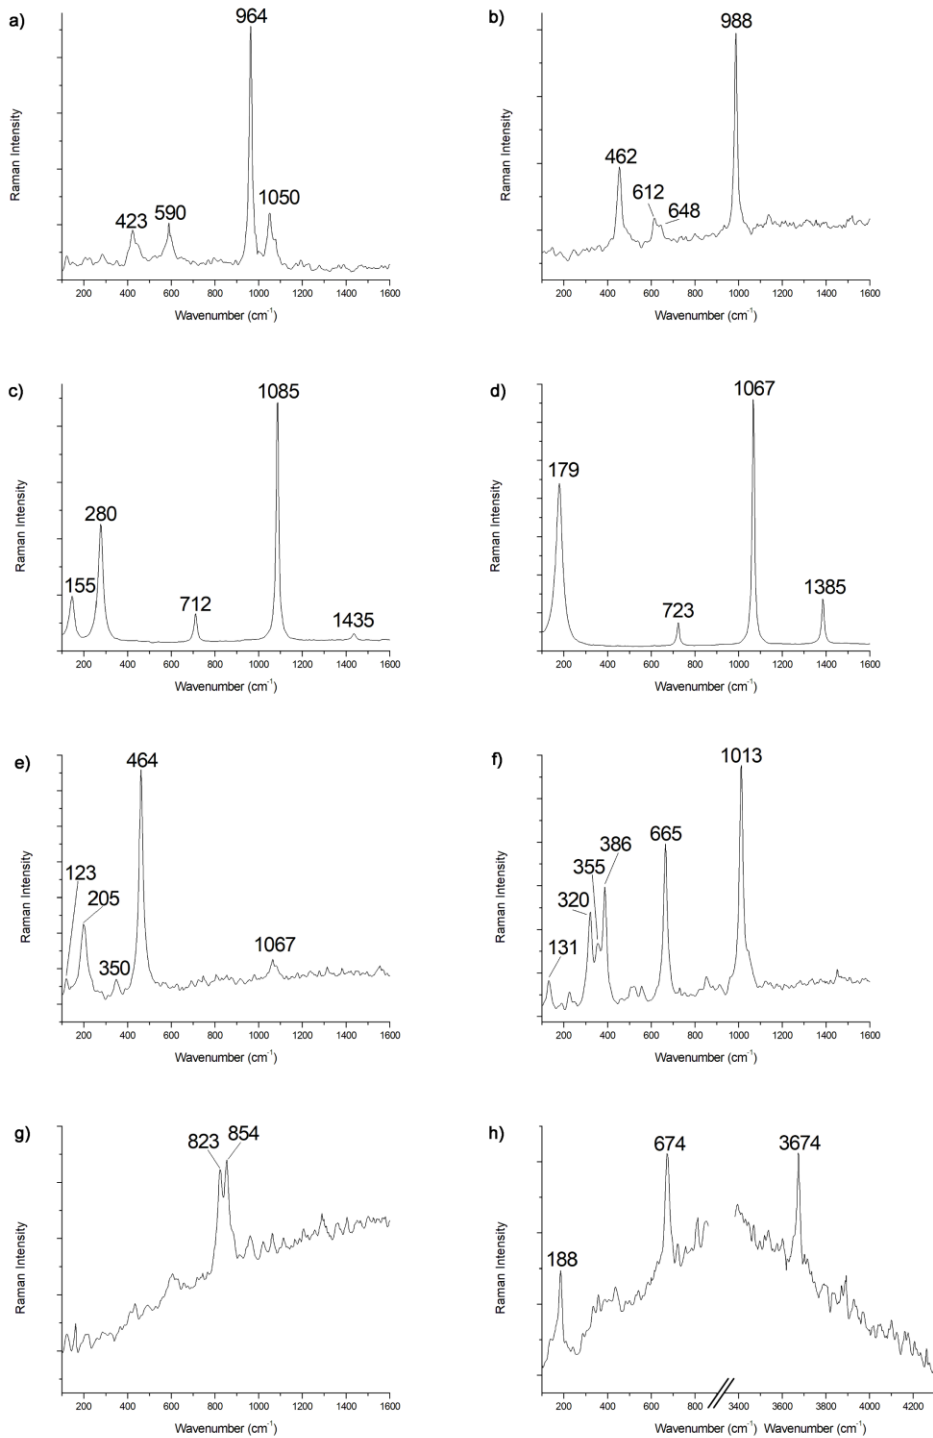 a)
964
423
590
1050
Raman Intensity
200 400 600 800 1000 1200 1400 1600
Wavenumber (cm⁻¹)
b)
988
462
612
648
Raman Intensity
200 400 600 800 1000 1200 1400 1600
Wavenumber (cm⁻¹)
c)
1085
280
155
712
1435
Raman Intensity
200 400 600 800 1000 1200 1400 1600
Wavenumber (cm⁻¹)
d)
1067
179
723
1385
Raman Intensity
200 400 600 800 1000 1200 1400 1600
Wavenumber (cm⁻¹)
e)
464
123
205
350
1067
Raman Intensity
200 400 600 800 1000 1200 1400 1600
Wavenumber (cm⁻¹)
f)
1013
665
386
355
320
131
Raman Intensity
200 400 600 800 1000 1200 1400 1600
Wavenumber (cm⁻¹)
g)
823
854
Raman Intensity
200 400 600 800 1000 1200 1400 1600
Wavenumber (cm⁻¹)
h)
674
3674
188
Raman Intensity
200 400 600 800 3400 3600 3800 4000 4200
Wavenumber (cm⁻¹) Wavenumber (cm⁻¹)